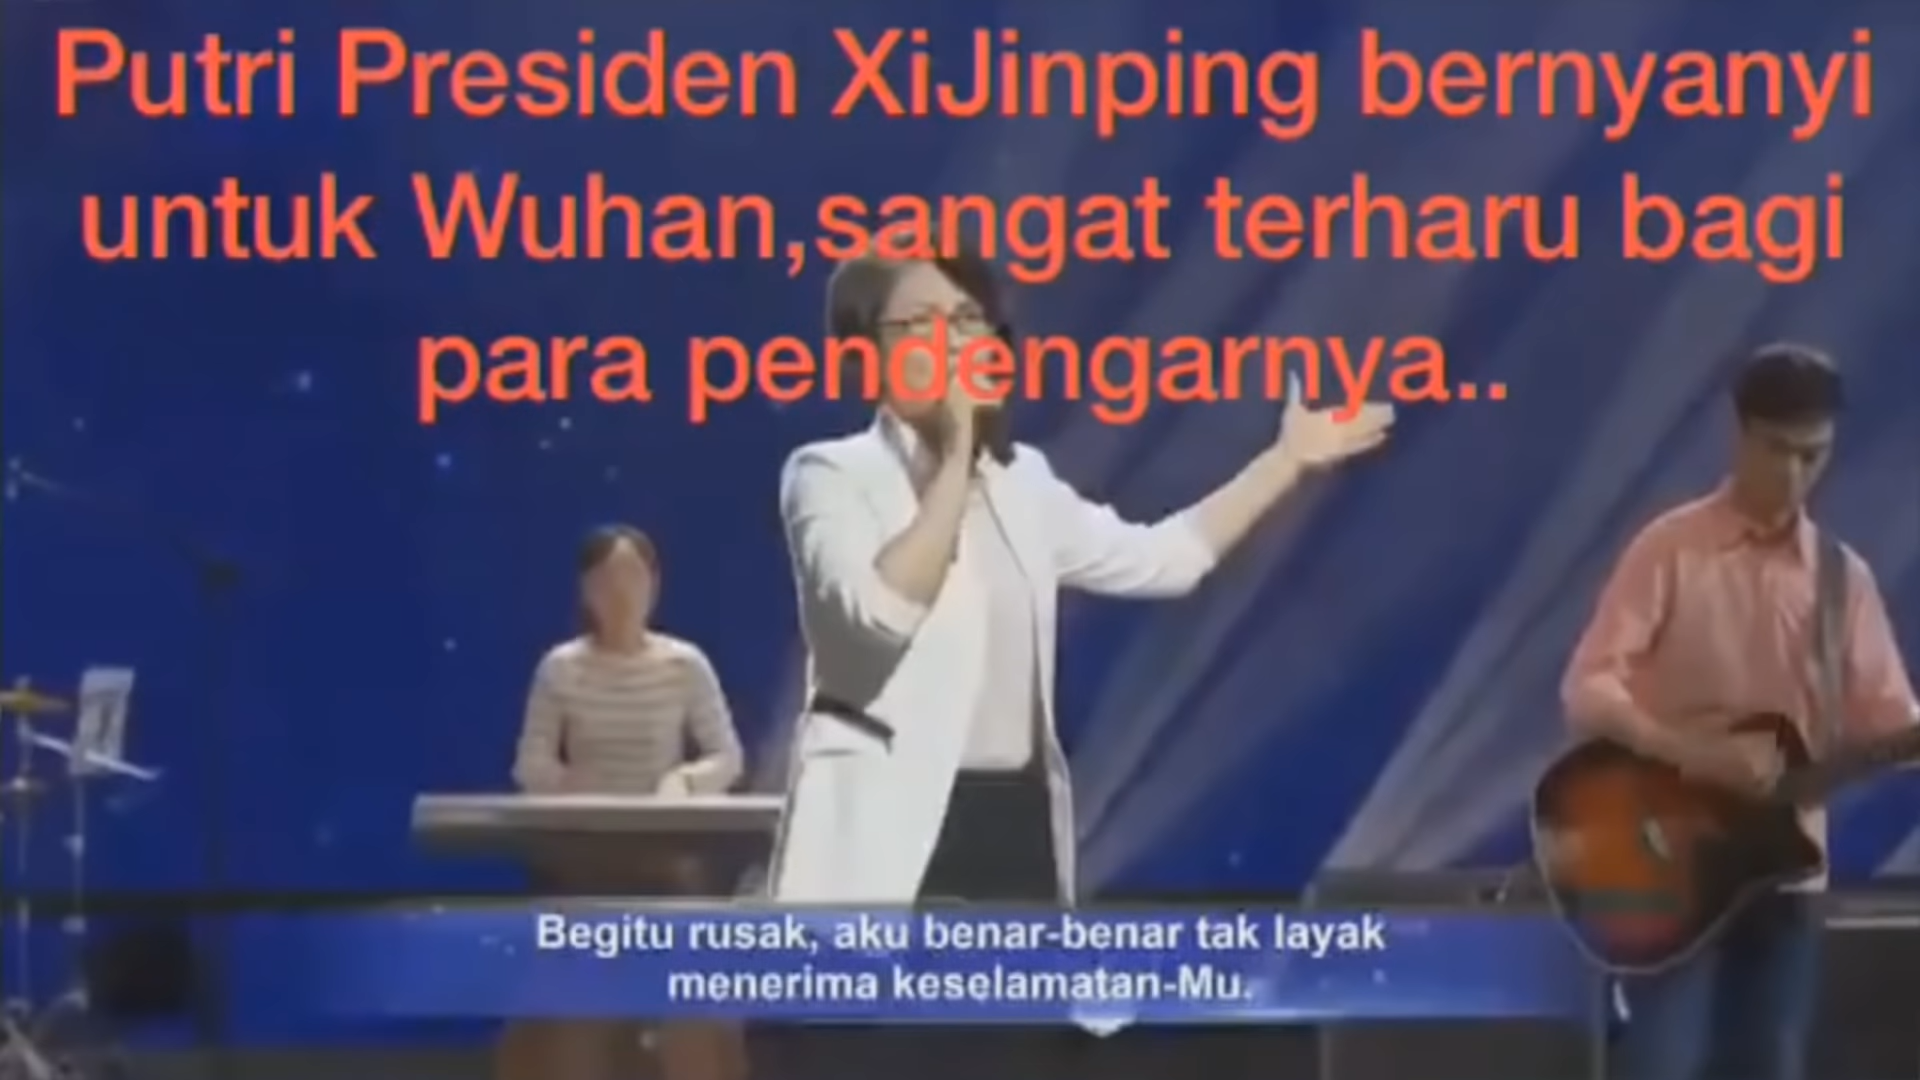 Putri Presiden XiJinping bernyanyi
untuk Wuhan,sangat terharu bagi
para pendengarnya..
Begitu rusak, aku benar-benar tak layak
menerima keselamatan-Mu.